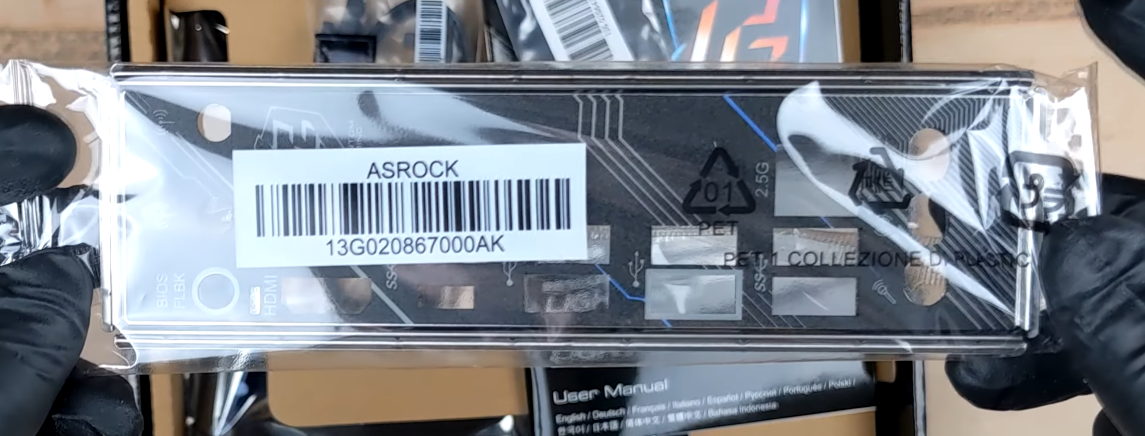 ASROCK
13G020867000AK
01
PET
2.5G
PET 1 COLLEZIONE DI PLASTIC
BIOS
FLBK
HDMI
User Manual
English / Deutsch / Français / Italiano / Español / Русский / Português / Polski /
한국어 / 日本語 / 简体中文 / 繁體中文 / Bahasa Indonesia